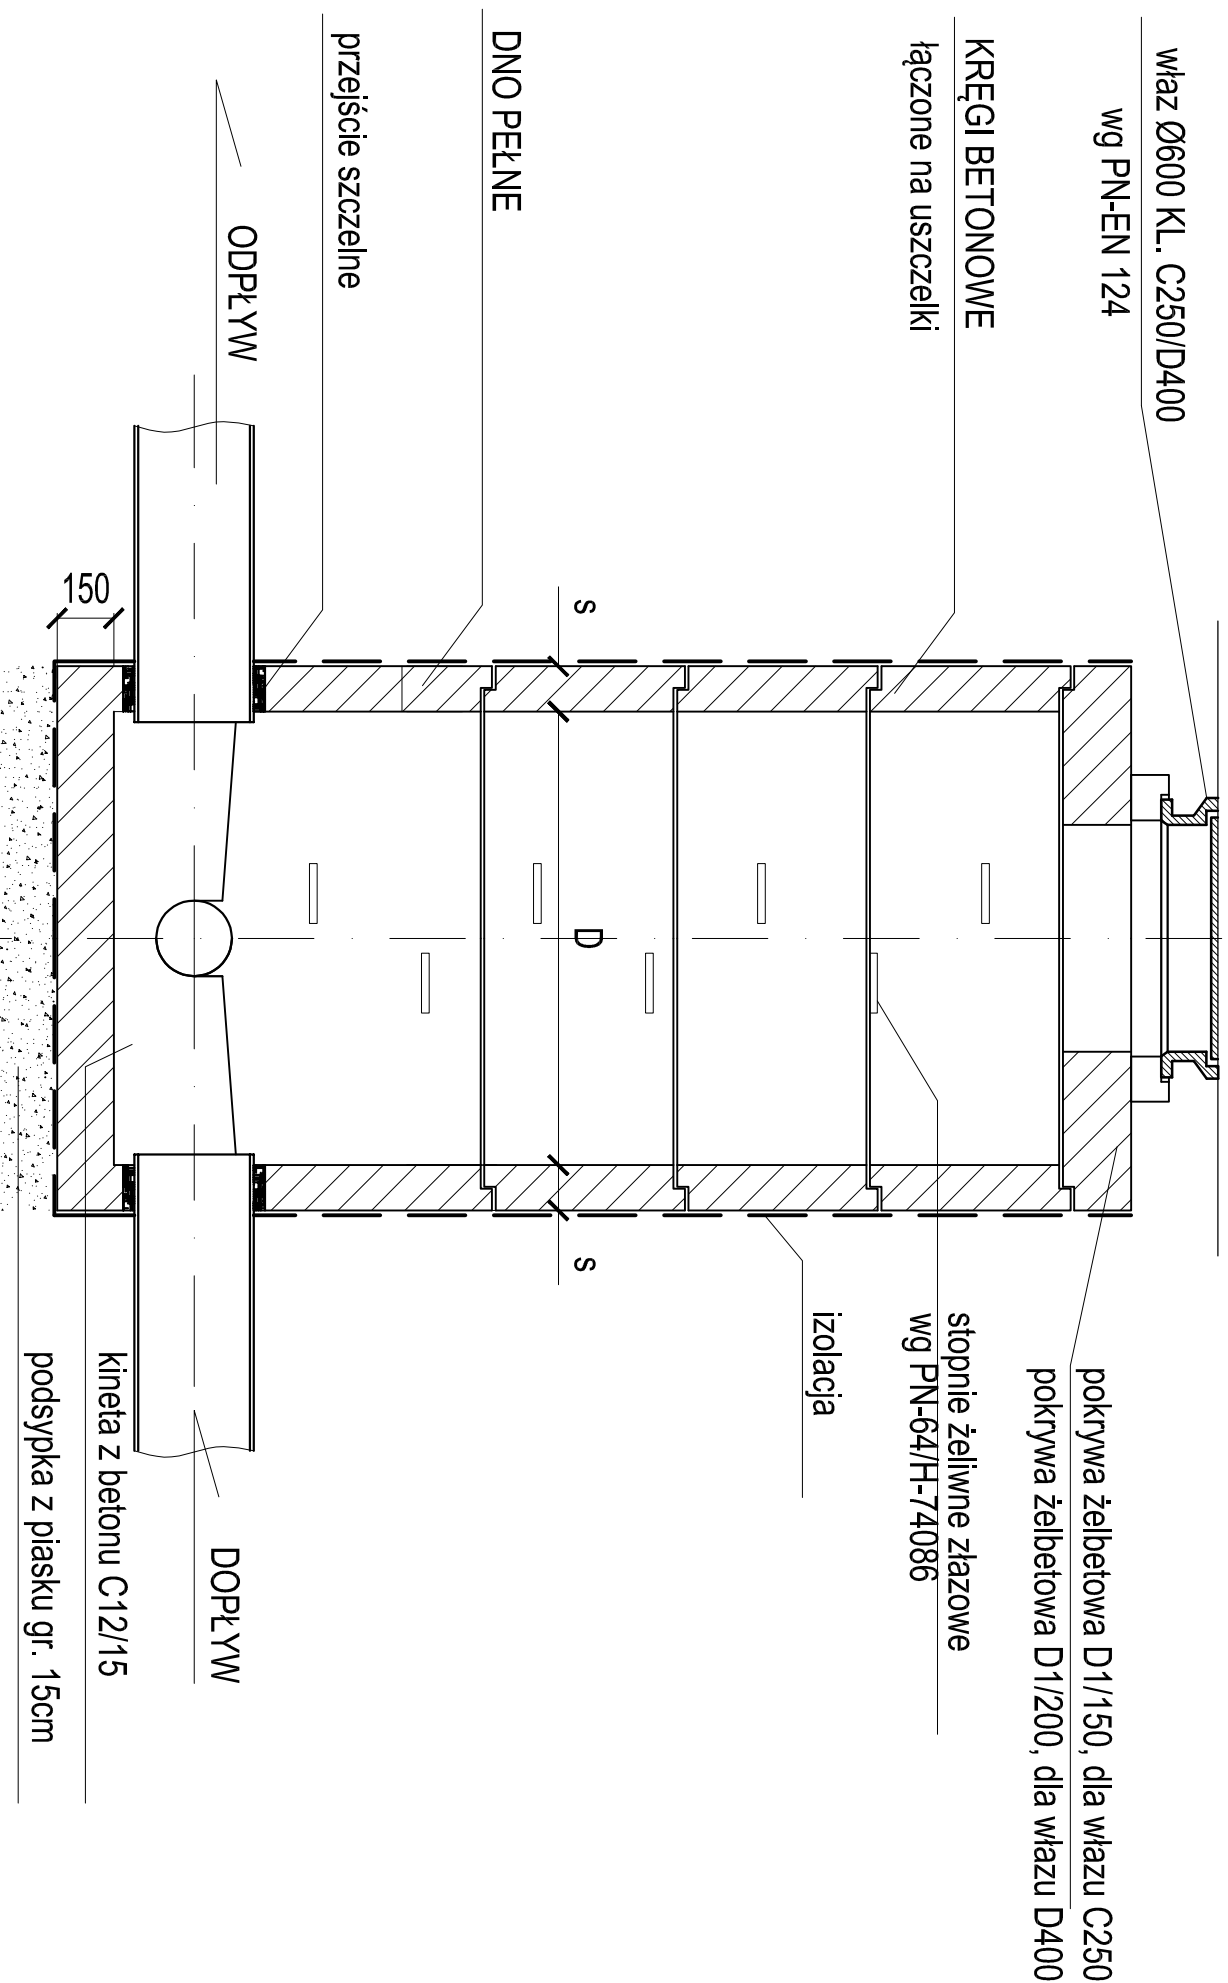 właz Ø600 KL. C250/D400
wg PN-EN 124
KRĘGI BETONOWE
łączone na uszczelki
DNO PEŁNE
przejście szczelne
ODPŁYW
150
s
D
s
pokrywa żelbetowa D1/150, dla włazu C250
pokrywa żelbetowa D1/200, dla włazu D400
stopnie żeliwne złazowe
wg PN-64/H-74086
izolacja
DOPŁYW
kineta z betonu C12/15
podsypka z piasku gr. 15cm